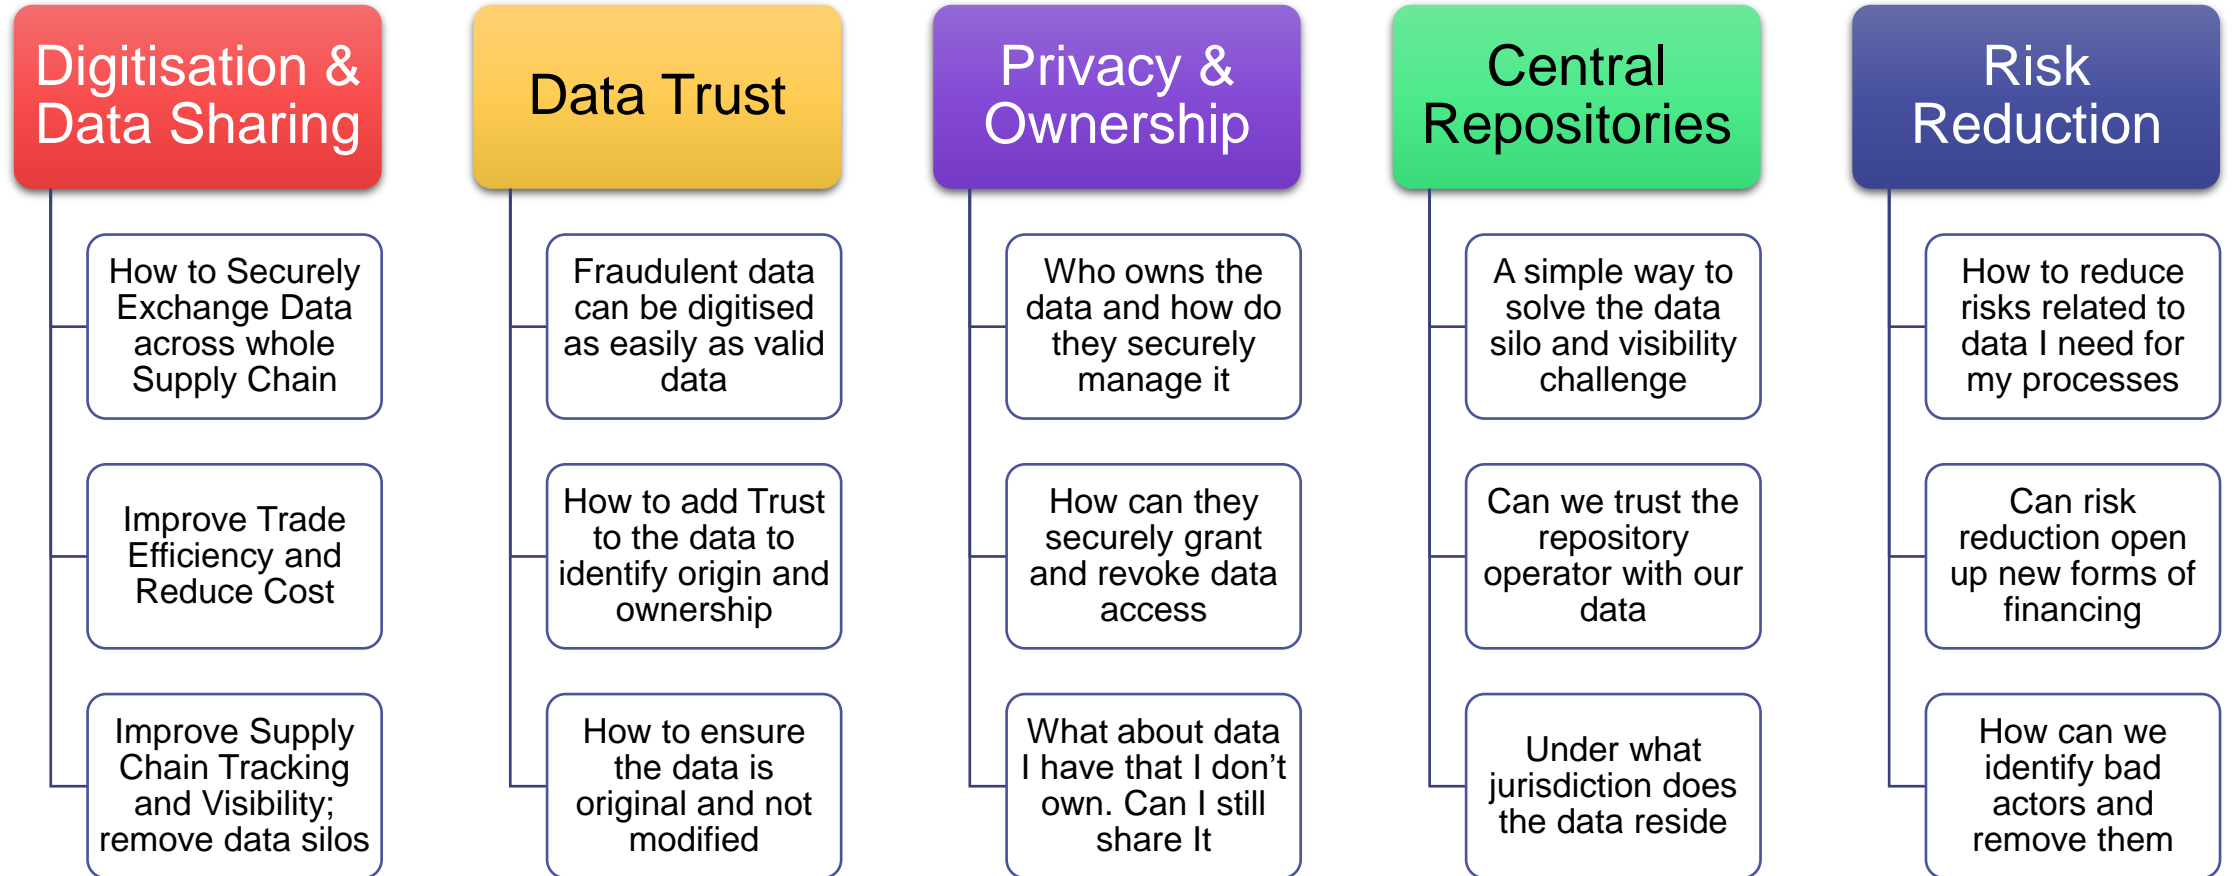 Digitisation &
Data Sharing
How to Securely
Exchange Data
across whole
Supply Chain
Improve Trade
Efficiency and
Reduce Cost
Improve Supply
Chain Tracking
and Visibility;
remove data silos
Data Trust
Fraudulent data
can be digitised
as easily as valid
data
How to add Trust
to the data to
identify origin and
ownership
How to ensure
the data is
original and not
modified
Privacy &
Ownership
Who owns the
data and how do
they securely
manage it
How can they
securely grant
and revoke data
access
What about data
I have that I don’t
own. Can I still
share It
Central
Repositories
A simple way to
solve the data
silo and visibility
challenge
Can we trust the
repository
operator with our
data
Under what
jurisdiction does
the data reside
Risk
Reduction
How to reduce
risks related to
data I need for
my processes
Can risk
reduction open
up new forms of
financing
How can we
identify bad
actors and
remove them